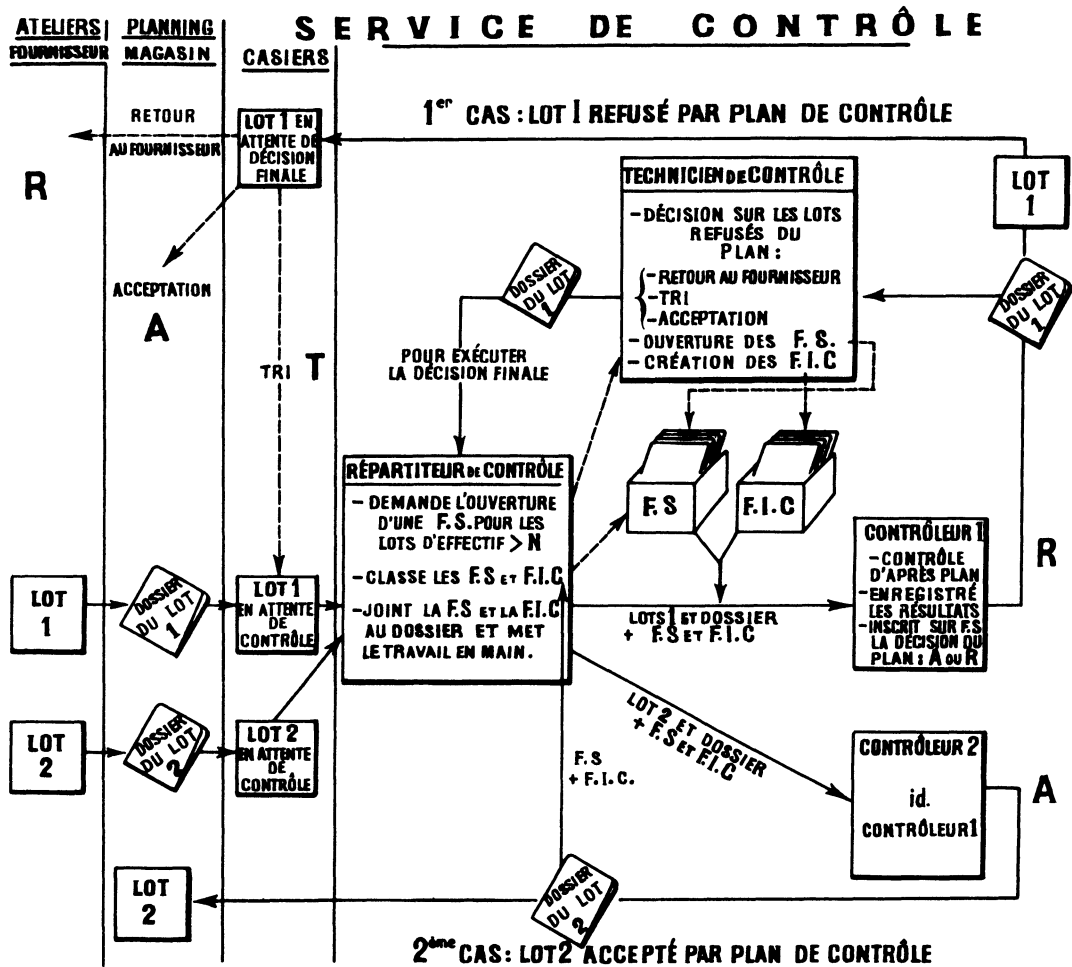 ATELIERS
FOURNISSEUR
PLANNING
MAGASIN
SERVICE DE CONTRÔLE
CASIERS
1er CAS : LOT I REFUSÉ PAR PLAN DE CONTRÔLE
RETOUR
AU FOURNISSEUR
R
LOT 1 EN
ATTENTE DE
DÉCISION
FINALE
ACCEPTATION
A
TRI T
TECHNICIEN DE CONTRÔLE
- DÉCISION SUR LES LOTS
REFUSÉS DU
PLAN :
- RETOUR AU FOURNISSEUR
- TRI
- ACCEPTATION
- OUVERTURE DES F. S.
- CRÉATION DES F.I.C
LOT
1
DOSSIER
DU LOT
1
DOSSIER
DU LOT
1
POUR EXÉCUTER
LA DÉCISION FINALE
RÉPARTITEUR DE CONTRÔLE
- DEMANDE L'OUVERTURE
D'UNE F.S. POUR LES
LOTS D'EFFECTIF > N
- CLASSE LES F.S ET F.I.C
- JOINT LA F.S ET LA F.I.C
AU DOSSIER ET MET
LE TRAVAIL EN MAIN.
F.S
F.I.C
CONTRÔLEUR 1
- CONTRÔLE
D'APRÈS PLAN
- ENREGISTRÉ
LES RÉSULTATS
- INSCRIT SUR F.S.
LA DÉCISION DU
PLAN : A OU R
R
LOT
1
DOSSIER
DU LOT
1
LOT 1
EN ATTENTE
DE
CONTRÔLE
LOTS 1 ET DOSSIER
+ F.S ET F.I.C
LOT
2
DOSSIER
DU LOT
2
LOT 2
EN ATTENTE
DE
CONTRÔLE
LOT 2 ET DOSSIER
+ F.S ET F.I.C
F.S
+ F.I.C.
CONTRÔLEUR 2
id.
CONTRÔLEUR 1
A
LOT
2
DOSSIER
DU LOT
2
2ème CAS : LOT 2 ACCEPTÉ PAR PLAN DE CONTRÔLE